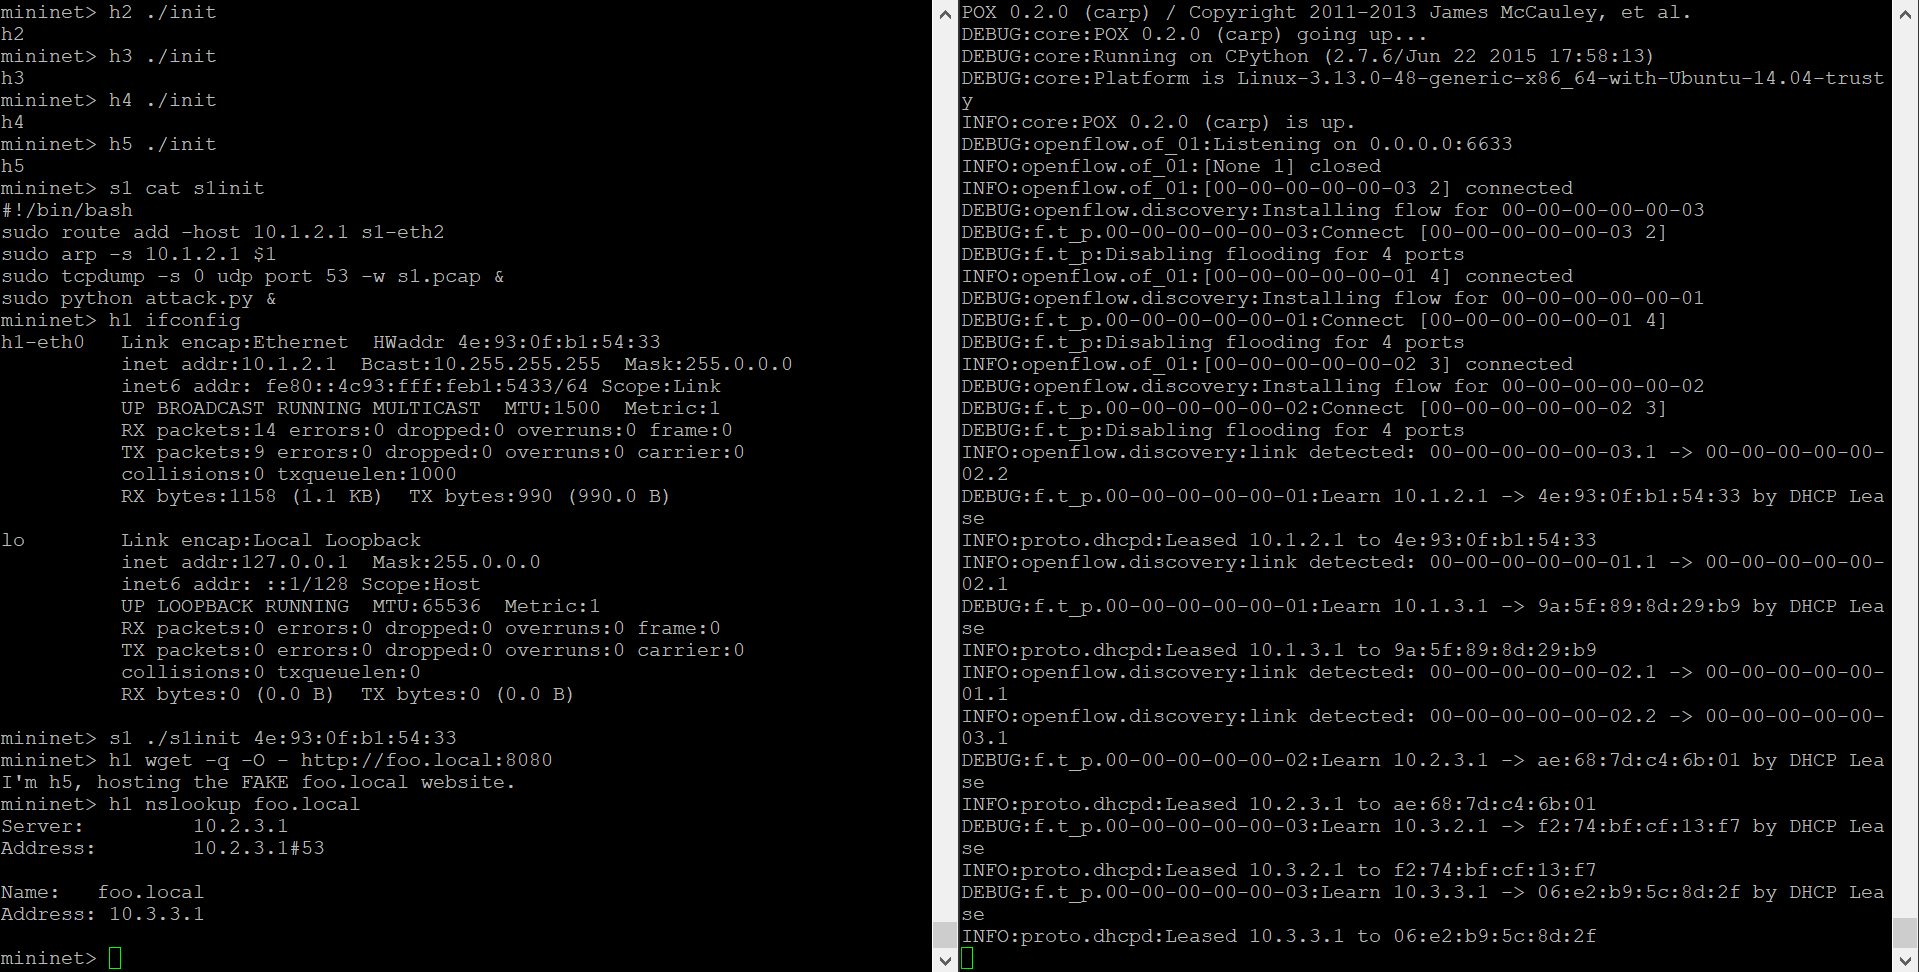 mininet> h2 ./init
h2
mininet> h3 ./init
h3
mininet> h4 ./init
h4
mininet> h5 ./init
h5
mininet> s1 cat s1init
#!/bin/bash
sudo route add -host 10.1.2.1 s1-eth2
sudo arp -s 10.1.2.1 $1
sudo tcpdump -s 0 udp port 53 -w s1.pcap &
sudo python attack.py &
mininet> h1 ifconfig
h1-eth0   Link encap:Ethernet  HWaddr 4e:93:0f:b1:54:33
          inet addr:10.1.2.1  Bcast:10.255.255.255  Mask:255.0.0.0
          inet6 addr: fe80::4c93:fff:feb1:5433/64 Scope:Link
          UP BROADCAST RUNNING MULTICAST  MTU:1500  Metric:1
          RX packets:14 errors:0 dropped:0 overruns:0 frame:0
          TX packets:9 errors:0 dropped:0 overruns:0 carrier:0
          collisions:0 txqueuelen:1000
          RX bytes:1158 (1.1 KB)  TX bytes:990 (990.0 B)

lo        Link encap:Local Loopback
          inet addr:127.0.0.1  Mask:255.0.0.0
          inet6 addr: ::1/128 Scope:Host
          UP LOOPBACK RUNNING  MTU:65536  Metric:1
          RX packets:0 errors:0 dropped:0 overruns:0 frame:0
          TX packets:0 errors:0 dropped:0 overruns:0 carrier:0
          collisions:0 txqueuelen:0
          RX bytes:0 (0.0 B)  TX bytes:0 (0.0 B)

mininet> s1 ./s1init 4e:93:0f:b1:54:33
mininet> h1 wget -q -O - http://foo.local:8080
I'm h5, hosting the FAKE foo.local website.
mininet> h1 nslookup foo.local
Server:         10.2.3.1
Address:        10.2.3.1#53

Name:   foo.local
Address: 10.3.3.1

mininet>
POX 0.2.0 (carp) / Copyright 2011-2013 James McCauley, et al.
DEBUG:core:POX 0.2.0 (carp) going up...
DEBUG:core:Running on CPython (2.7.6/Jun 22 2015 17:58:13)
DEBUG:core:Platform is Linux-3.13.0-48-generic-x86_64-with-Ubuntu-14.04-trust
y
INFO:core:POX 0.2.0 (carp) is up.
DEBUG:openflow.of_01:Listening on 0.0.0.0:6633
INFO:openflow.of_01:[None 1] closed
INFO:openflow.of_01:[00-00-00-00-00-03 2] connected
DEBUG:openflow.discovery:Installing flow for 00-00-00-00-00-03
DEBUG:f.t_p.00-00-00-00-00-03:Connect [00-00-00-00-00-03 2]
DEBUG:f.t_p:Disabling flooding for 4 ports
INFO:openflow.of_01:[00-00-00-00-00-01 4] connected
DEBUG:openflow.discovery:Installing flow for 00-00-00-00-00-01
DEBUG:f.t_p.00-00-00-00-00-01:Connect [00-00-00-00-00-01 4]
DEBUG:f.t_p:Disabling flooding for 4 ports
INFO:openflow.of_01:[00-00-00-00-00-02 3] connected
DEBUG:openflow.discovery:Installing flow for 00-00-00-00-00-02
DEBUG:f.t_p.00-00-00-00-00-02:Connect [00-00-00-00-00-02 3]
DEBUG:f.t_p:Disabling flooding for 4 ports
INFO:openflow.discovery:link detected: 00-00-00-00-00-03.1 -> 00-00-00-00-00-
02.2
DEBUG:f.t_p.00-00-00-00-00-01:Learn 10.1.2.1 -> 4e:93:0f:b1:54:33 by DHCP Lea
se
INFO:proto.dhcpd:Leased 10.1.2.1 to 4e:93:0f:b1:54:33
INFO:openflow.discovery:link detected: 00-00-00-00-00-01.1 -> 00-00-00-00-00-
02.1
DEBUG:f.t_p.00-00-00-00-00-01:Learn 10.1.3.1 -> 9a:5f:89:8d:29:b9 by DHCP Lea
se
INFO:proto.dhcpd:Leased 10.1.3.1 to 9a:5f:89:8d:29:b9
INFO:openflow.discovery:link detected: 00-00-00-00-00-02.1 -> 00-00-00-00-00-
01.1
INFO:openflow.discovery:link detected: 00-00-00-00-00-02.2 -> 00-00-00-00-00-
03.1
DEBUG:f.t_p.00-00-00-00-00-02:Learn 10.2.3.1 -> ae:68:7d:c4:6b:01 by DHCP Lea
se
INFO:proto.dhcpd:Leased 10.2.3.1 to ae:68:7d:c4:6b:01
DEBUG:f.t_p.00-00-00-00-00-03:Learn 10.3.2.1 -> f2:74:bf:cf:13:f7 by DHCP Lea
se
INFO:proto.dhcpd:Leased 10.3.2.1 to f2:74:bf:cf:13:f7
DEBUG:f.t_p.00-00-00-00-00-03:Learn 10.3.3.1 -> 06:e2:b9:5c:8d:2f by DHCP Lea
se
INFO:proto.dhcpd:Leased 10.3.3.1 to 06:e2:b9:5c:8d:2f